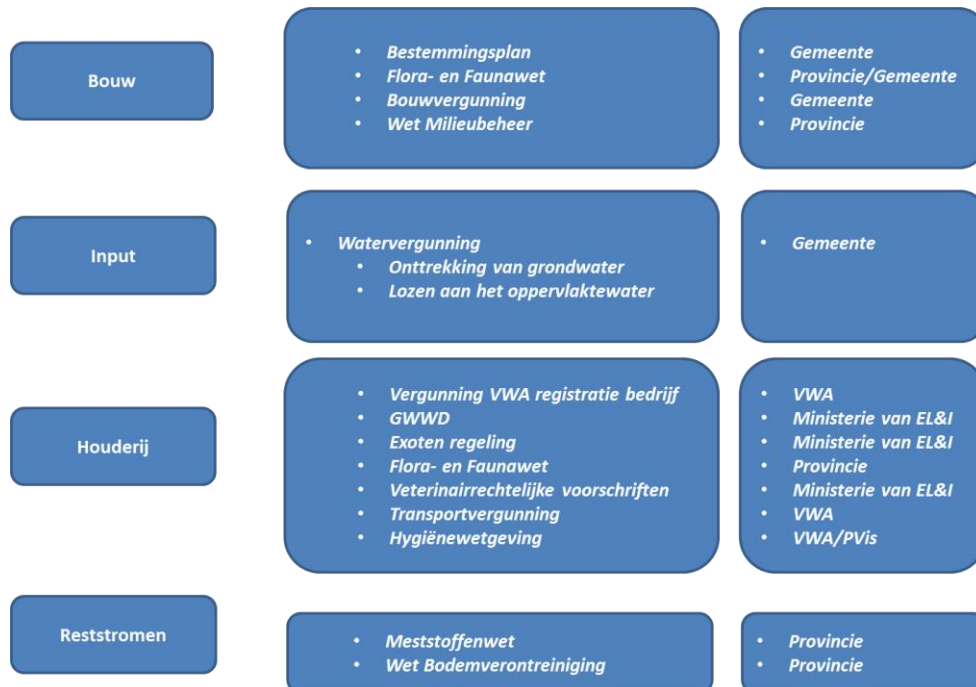 Bouw
• Bestemmingsplan
• Flora- en Faunawet
• Bouwvergunning
• Wet Milieubeheer
• Gemeente
• Provincie/Gemeente
• Gemeente
• Provincie
Input
• Watervergunning
• Onttrekking van grondwater
• Lozen aan het oppervlaktewater
• Gemeente
Houderij
• Vergunning VWA registratie bedrijf
• GWWD
• Exoten regeling
• Flora- en Faunawet
• Veterinairrechtelijke voorschriften
• Transportvergunning
• Hygiënewetgeving
• VWA
• Ministerie van EL&I
• Ministerie van EL&I
• Provincie
• Ministerie van EL&I
• VWA
• VWA/PVis
Reststromen
• Meststoffenwet
• Wet Bodemverontreiniging
• Provincie
• Provincie